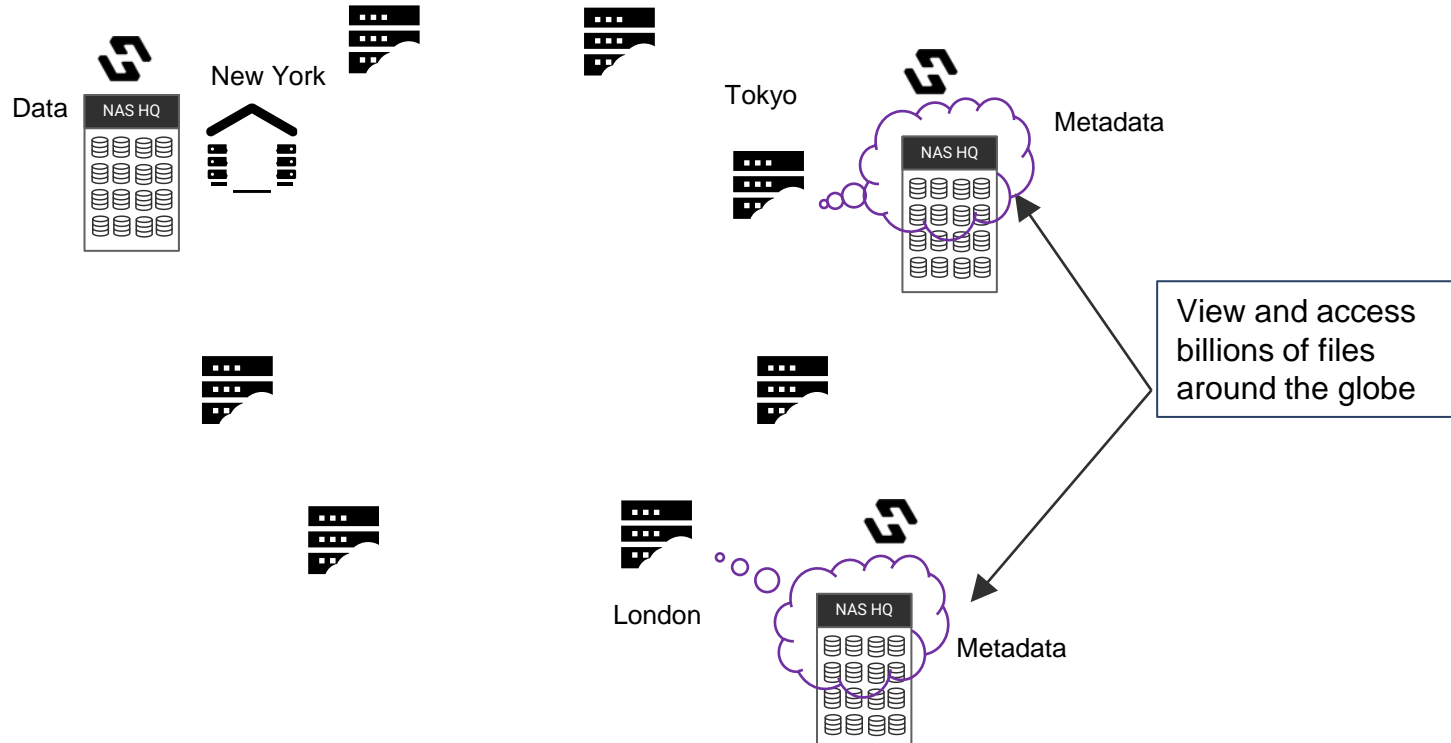 New York
Data
NAS HQ
Tokyo
Metadata
NAS HQ
View and access
billions of files
around the globe
London
NAS HQ
Metadata